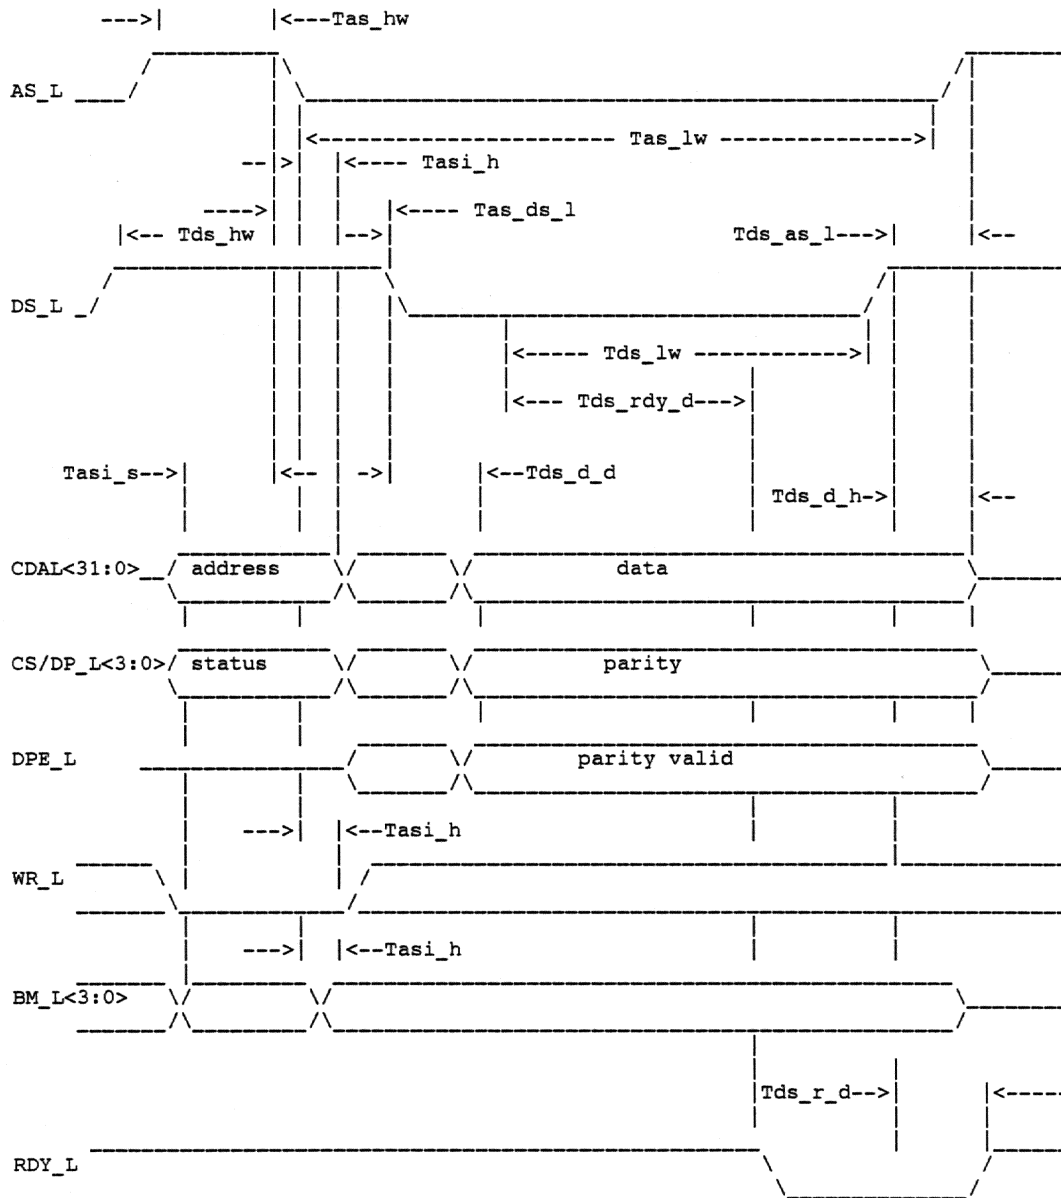 Tas_hw
AS_L
Tas_lw
Tasi_h
Tas_ds_l
Tds_hw Tds_as_l
DS_L
Tds_lw
Tds_rdy_d
Tasi_s Tds_d_d
Tds_d_h
CDAL<31:0> address data
CS/DP_L<3:0> status parity
DPE_L parity valid
Tasi_h
WR_L
Tasi_h
BM_L<3:0>
Tds_r_d
RDY_L